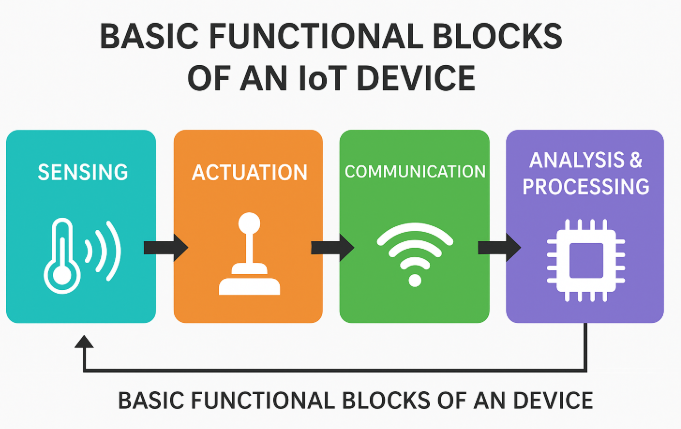 BASIC FUNCTIONAL BLOCKS
OF AN IoT DEVICE
SENSING
ACTUATION
COMMUNICATION
ANALYSIS &
PROCESSING
BASIC FUNCTIONAL BLOCKS OF AN DEVICE